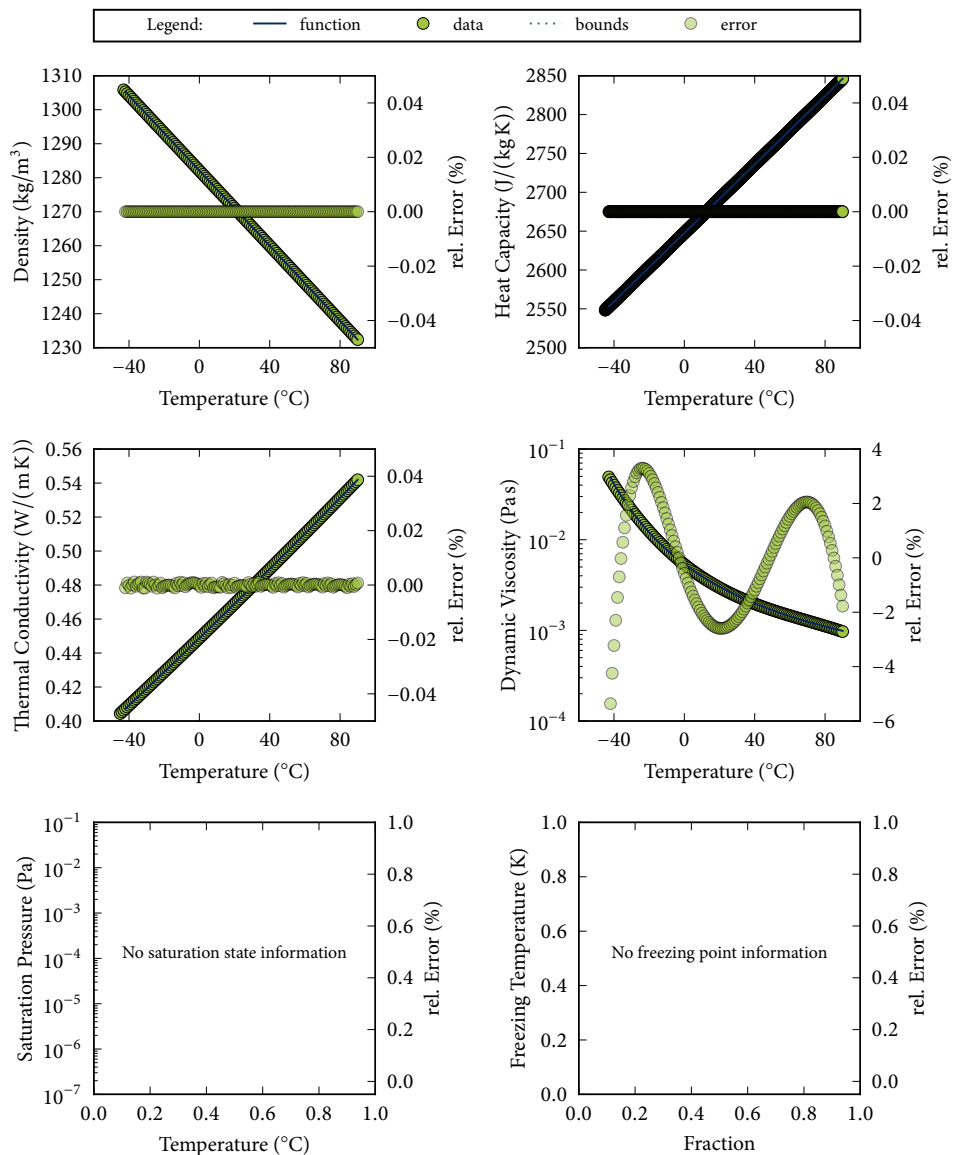 Legend: function data bounds error
Density (kg/m³)
1310
1300
1290
1280
1270
1260
1250
1240
1230
0.04
0.02
0.00
−0.02
−0.04
rel. Error (%)
−40 0 40 80
Temperature (°C)
Heat Capacity (J/(kg K))
2850
2800
2750
2700
2650
2600
2550
2500
0.04
0.02
0.00
−0.02
−0.04
rel. Error (%)
−40 0 40 80
Temperature (°C)
Thermal Conductivity (W/(m K))
0.56
0.54
0.52
0.50
0.48
0.46
0.44
0.42
0.40
0.04
0.02
0.00
−0.02
−0.04
rel. Error (%)
−40 0 40 80
Temperature (°C)
Dynamic Viscosity (Pa s)
10⁻¹
10⁻²
10⁻³
10⁻⁴
4
2
0
−2
−4
−6
rel. Error (%)
−40 0 40 80
Temperature (°C)
Saturation Pressure (Pa)
10⁻¹
10⁻²
10⁻³
10⁻⁴
10⁻⁵
10⁻⁶
10⁻⁷
No saturation state information
1.0
0.8
0.6
0.4
0.2
0.0
rel. Error (%)
0.0 0.2 0.4 0.6 0.8 1.0
Temperature (°C)
Freezing Temperature (K)
1.0
0.8
0.6
0.4
0.2
0.0
No freezing point information
1.0
0.8
0.6
0.4
0.2
0.0
rel. Error (%)
0.0 0.2 0.4 0.6 0.8 1.0
Fraction